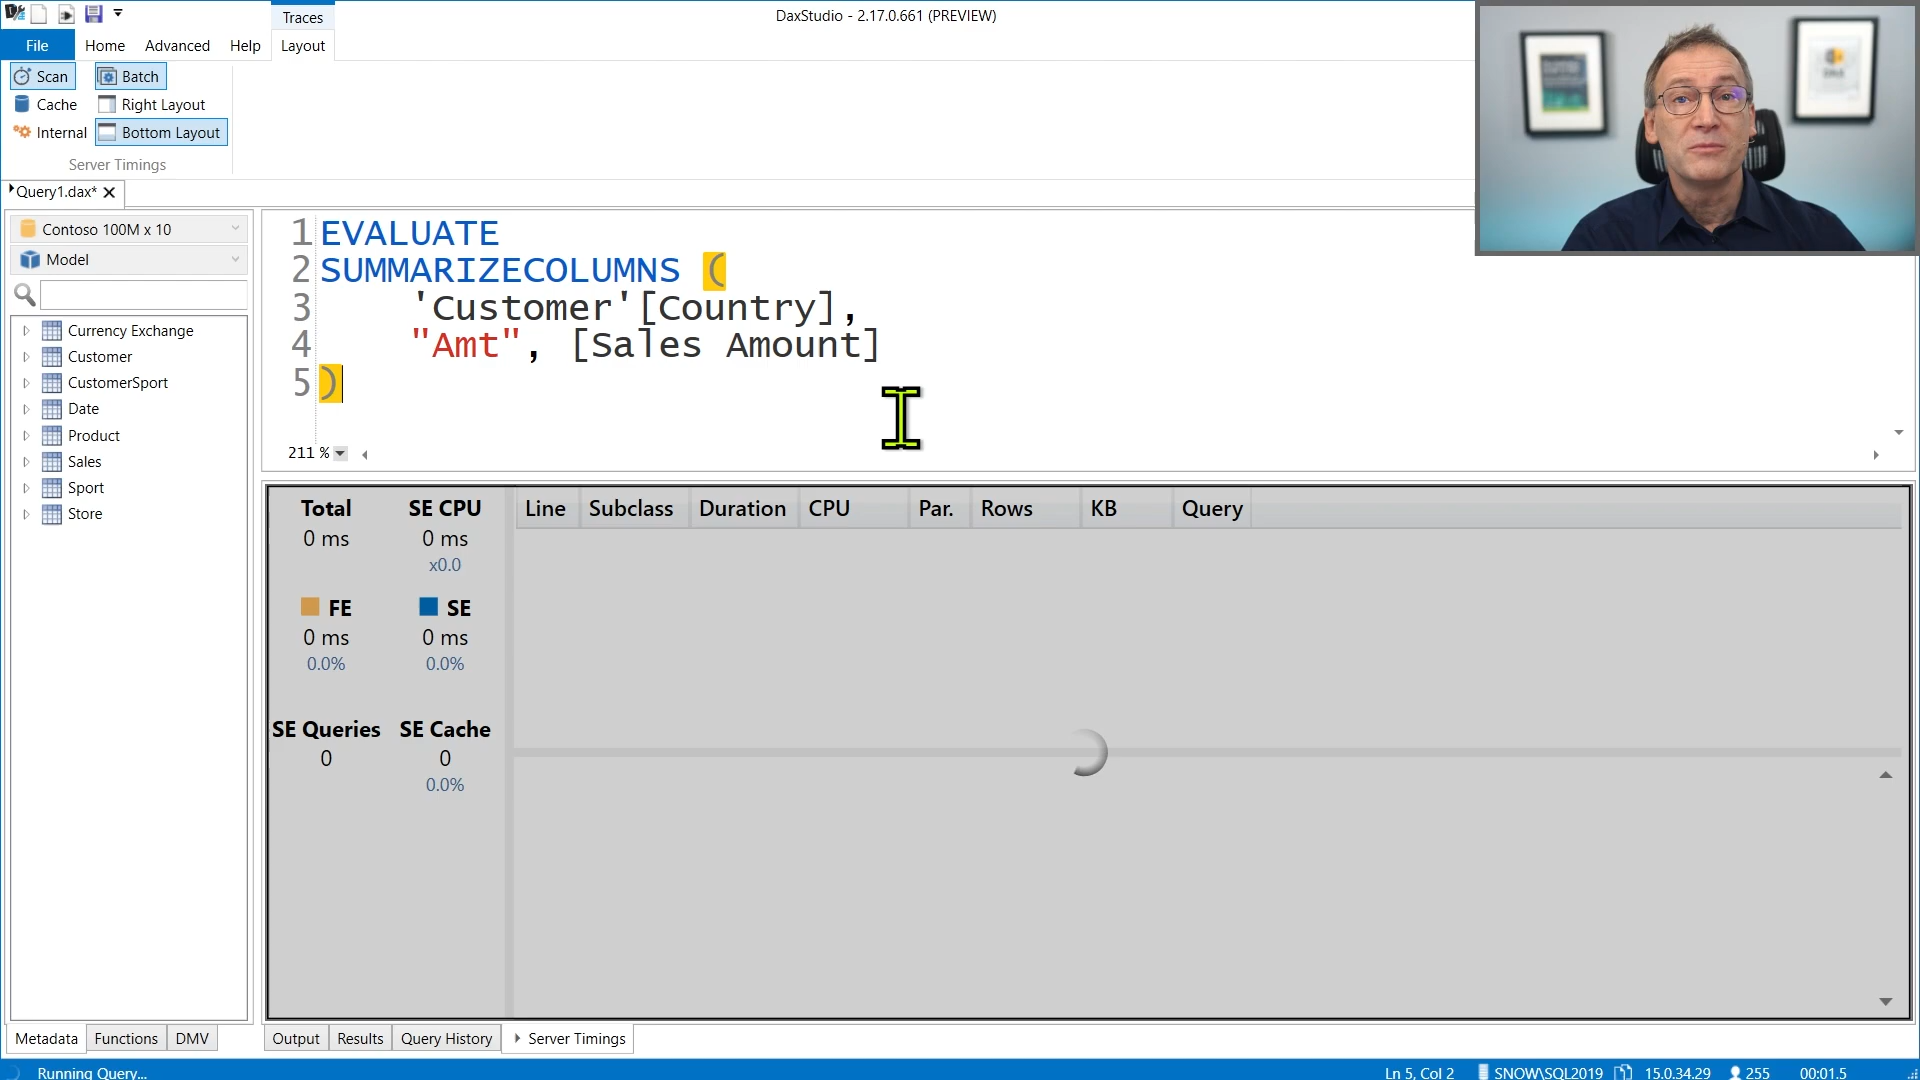 Traces
DaxStudio - 2.17.0.661 (PREVIEW)
File Home Advanced Help Layout
Scan Batch
Cache Right Layout
Internal Bottom Layout
Server Timings
Query1.dax*
Contoso 100M x 10
Model
Currency Exchange
Customer
CustomerSport
Date
Product
Sales
Sport
Store
1 EVALUATE
2 SUMMARIZECOLUMNS (
3 'Customer'[Country],
4 "Amt", [Sales Amount]
5 )
211 %
Total SE CPU
0 ms 0 ms
x0.0
FE SE
0 ms 0 ms
0.0% 0.0%
SE Queries SE Cache
0 0
0.0%
Line Subclass Duration CPU Par. Rows KB Query
Metadata Functions DMV
Output Results Query History Server Timings
Running Query... Ln 5, Col 2 SNOW\SQL2019 15.0.34.29 255 00:01.5